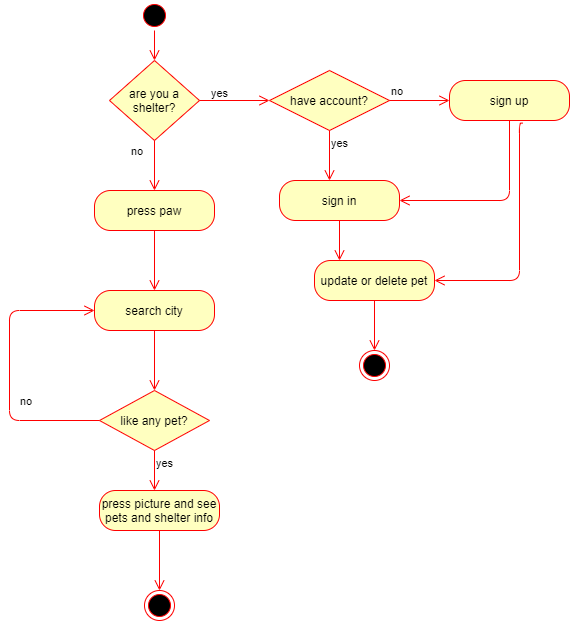 are you a
shelter?
yes
have account?
no
sign up
no
yes
press paw
sign in
search city
update or delete pet
no
like any pet?
yes
press picture and see
pets and shelter info